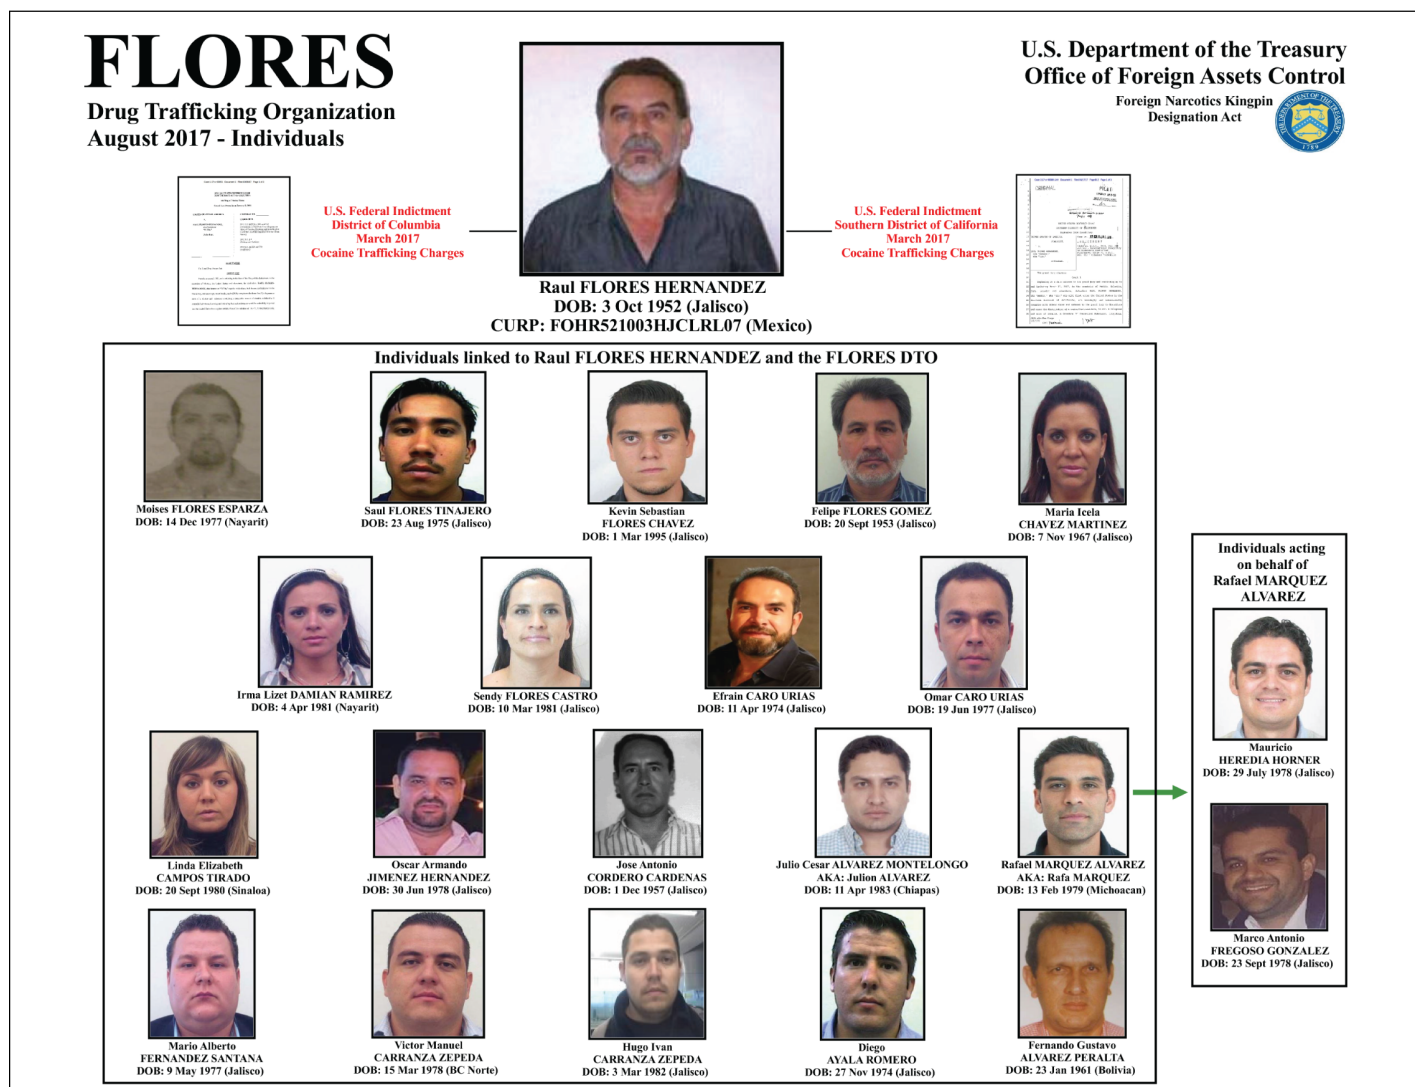 FLORES
Drug Trafficking Organization
August 2017 - Individuals
U.S. Department of the Treasury
Office of Foreign Assets Control
Foreign Narcotics Kingpin
Designation Act
THE DEPARTMENT OF THE TREASURY
1789
U.S. Federal Indictment
District of Columbia
March 2017
Cocaine Trafficking Charges
U.S. Federal Indictment
Southern District of California
March 2017
Cocaine Trafficking Charges
Raul FLORES HERNANDEZ
DOB: 3 Oct 1952 (Jalisco)
CURP: FOHR521003HJCLRL07 (Mexico)
Individuals linked to Raul FLORES HERNANDEZ and the FLORES DTO
Moises FLORES ESPARZA
DOB: 14 Dec 1977 (Nayarit)
Saul FLORES TINAJERO
DOB: 23 Aug 1975 (Jalisco)
Kevin Sebastian
FLORES CHAVEZ
DOB: 1 Mar 1995 (Jalisco)
Felipe FLORES GOMEZ
DOB: 20 Sept 1953 (Jalisco)
Maria Icela
CHAVEZ MARTINEZ
DOB: 7 Nov 1967 (Jalisco)
Irma Lizet DAMIAN RAMIREZ
DOB: 4 Apr 1981 (Nayarit)
Sendy FLORES CASTRO
DOB: 10 Mar 1981 (Jalisco)
Efrain CARO URIAS
DOB: 11 Apr 1974 (Jalisco)
Omar CARO URIAS
DOB: 19 Jun 1977 (Jalisco)
Linda Elizabeth
CAMPOS TIRADO
DOB: 20 Sept 1980 (Sinaloa)
Oscar Armando
JIMENEZ HERNANDEZ
DOB: 30 Jun 1978 (Jalisco)
Jose Antonio
CORDERO CARDENAS
DOB: 1 Dec 1957 (Jalisco)
Julio Cesar ALVAREZ MONTELONGO
AKA: Julion ALVAREZ
DOB: 11 Apr 1983 (Chiapas)
Rafael MARQUEZ ALVAREZ
AKA: Rafa MARQUEZ
DOB: 13 Feb 1979 (Michoacan)
Mario Alberto
FERNANDEZ SANTANA
DOB: 9 May 1977 (Jalisco)
Victor Manuel
CARRANZA ZEPEDA
DOB: 15 Mar 1978 (BC Norte)
Hugo Ivan
CARRANZA ZEPEDA
DOB: 3 Mar 1982 (Jalisco)
Diego
AYALA ROMERO
DOB: 27 Nov 1974 (Jalisco)
Fernando Gustavo
ALVAREZ PERALTA
DOB: 23 Jan 1961 (Bolivia)
Individuals acting
on behalf of
Rafael MARQUEZ
ALVAREZ
Mauricio
HEREDIA HORNER
DOB: 29 July 1978 (Jalisco)
Marco Antonio
FREGOSO GONZALEZ
DOB: 23 Sept 1978 (Jalisco)